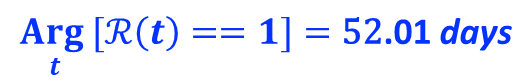 Arg [ℛ(t) == 1] = 52.01 days
t